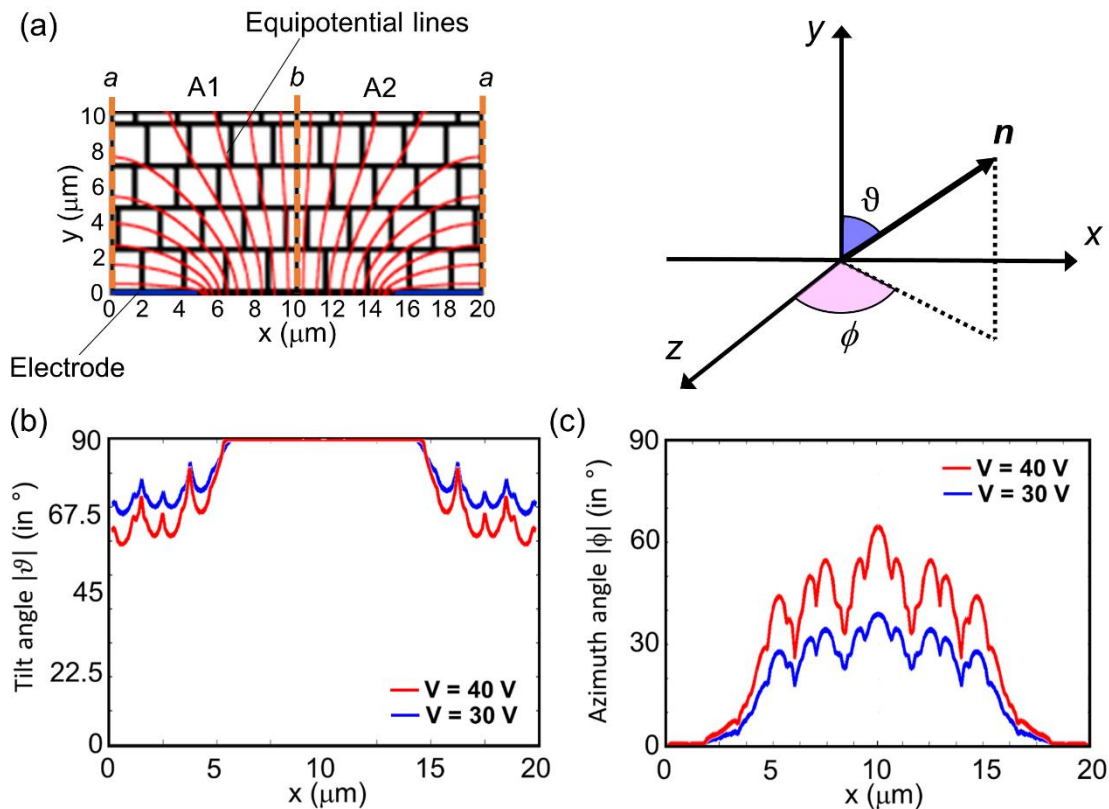 (a)
Equipotential lines
a
A1
b
A2
a
10
8
6
4
2
0
y (μm)
0 2 4 6 8 10 12 14 16 18 20
x (μm)
Electrode
y
n
ϑ
x
z
ϕ
(b)
90
67.5
45
22.5
0
Tilt angle |ϑ| (in °)
V = 40 V
V = 30 V
0 5 10 15 20
x (μm)
(c)
90
60
30
0
Azimuth angle |ϕ| (in °)
V = 40 V
V = 30 V
5 10 15 20
x (μm)